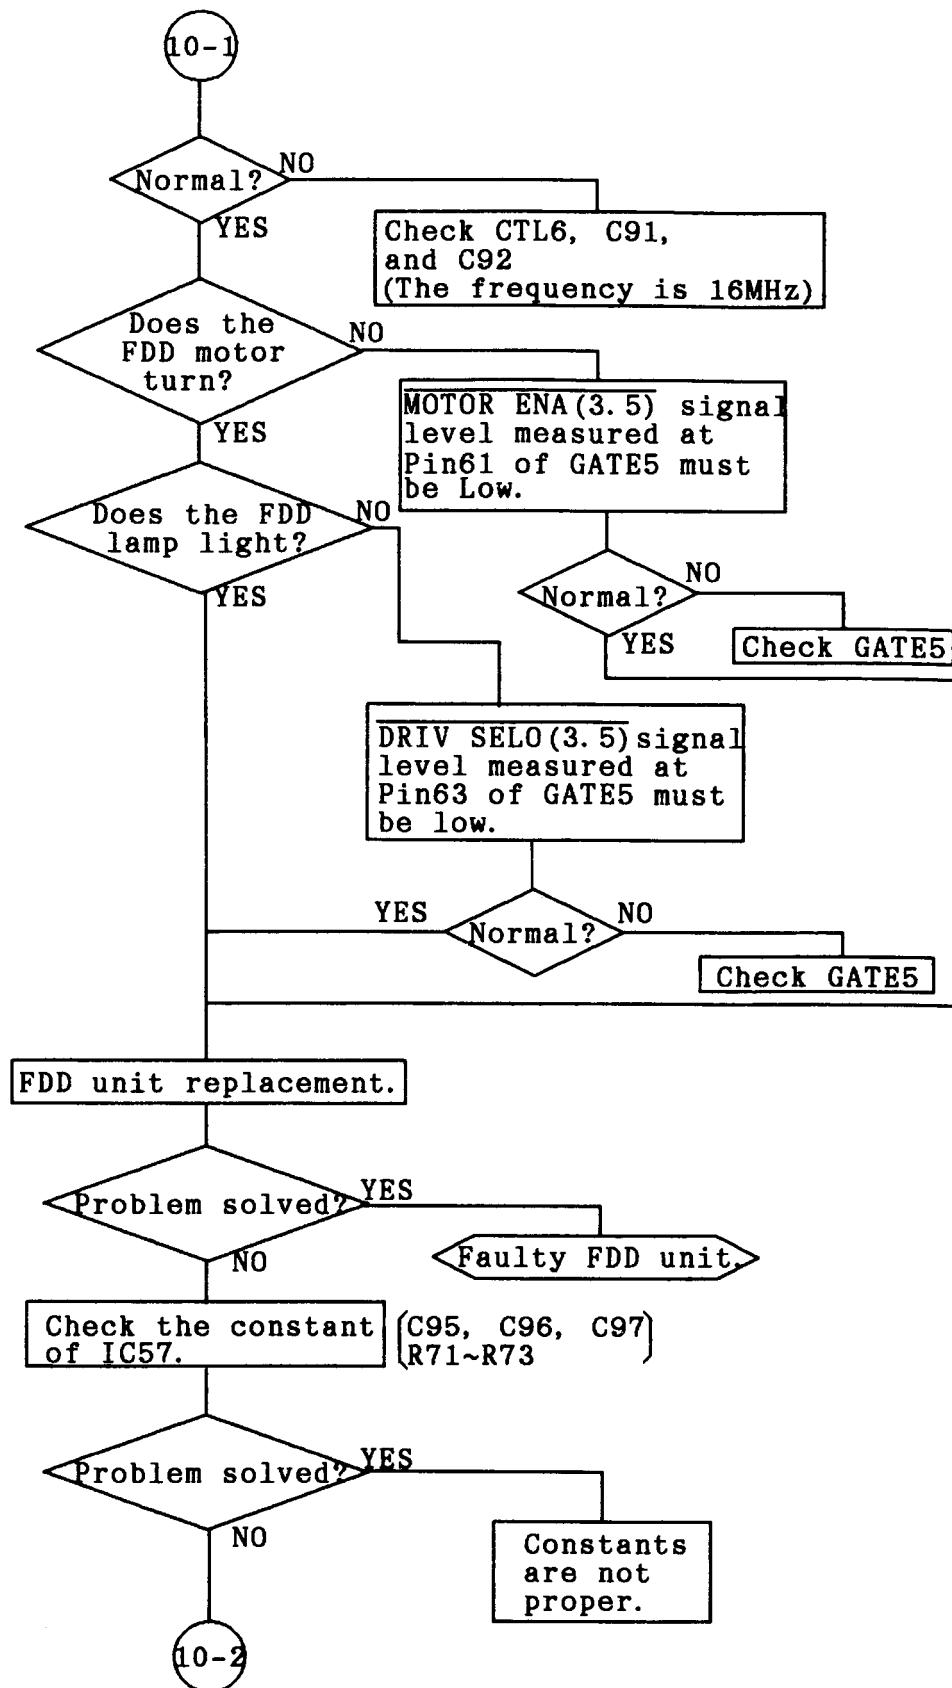 10-1
Normal?
NO
YES
Check CTL6, C91,
and C92
(The frequency is 16MHz)
Does the
FDD motor
turn?
NO
YES
MOTOR ENA(3.5) signal
level measured at
Pin61 of GATE5 must
be Low.
Does the FDD
lamp light?
NO
YES
Normal?
NO
YES
Check GATE5
DRIV SELO(3.5) signal
level measured at
Pin63 of GATE5 must
be low.
YES
Normal?
NO
Check GATE5
FDD unit replacement.
Problem solved?
YES
NO
Faulty FDD unit.
Check the constant
of IC57.
C95, C96, C97
R71~R73
Problem solved?
YES
NO
Constants
are not
proper.
10-2